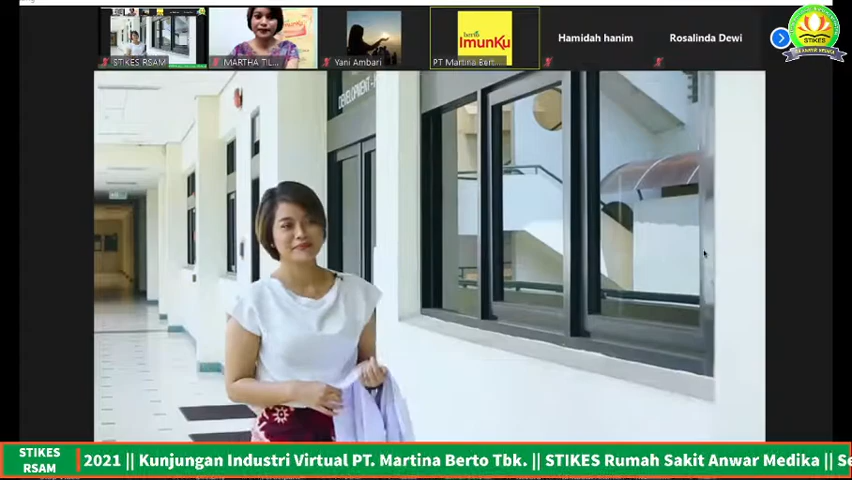 STIKES RSAM
MARTHA TIL...
Yani Ambari
berto
ImunKu
PT Martina Bert...
Hamidah hanim
Rosalinda Dewi
STIKES
DEVELOPMENT
STIKES
RSAM
2021 || Kunjungan Industri Virtual PT. Martina Berto Tbk. || STIKES Rumah Sakit Anwar Medika || Se